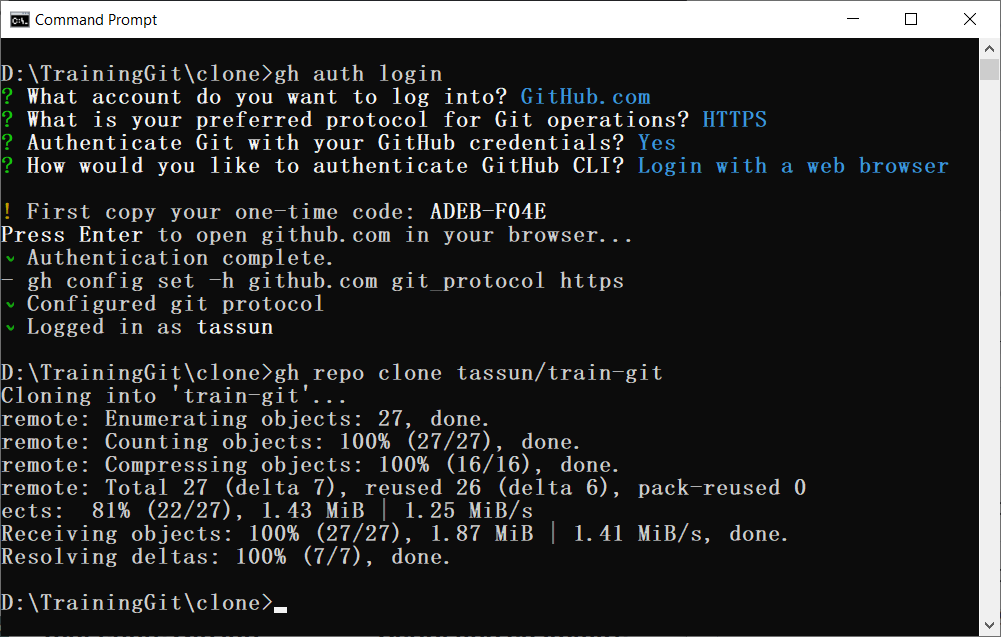 Command Prompt
D:\TrainingGit\clone>gh auth login
? What account do you want to log into? GitHub.com
? What is your preferred protocol for Git operations? HTTPS
? Authenticate Git with your GitHub credentials? Yes
? How would you like to authenticate GitHub CLI? Login with a web browser
! First copy your one-time code: ADEB-F04E
Press Enter to open github.com in your browser...
Authentication complete.
- gh config set -h github.com git_protocol https
Configured git protocol
Logged in as tassun
D:\TrainingGit\clone>gh repo clone tassun/train-git
Cloning into 'train-git'...
remote: Enumerating objects: 27, done.
remote: Counting objects: 100% (27/27), done.
remote: Compressing objects: 100% (16/16), done.
remote: Total 27 (delta 7), reused 26 (delta 6), pack-reused 0
ects:  81% (22/27), 1.43 MiB | 1.25 MiB/s
Receiving objects: 100% (27/27), 1.87 MiB | 1.41 MiB/s, done.
Resolving deltas: 100% (7/7), done.
D:\TrainingGit\clone>